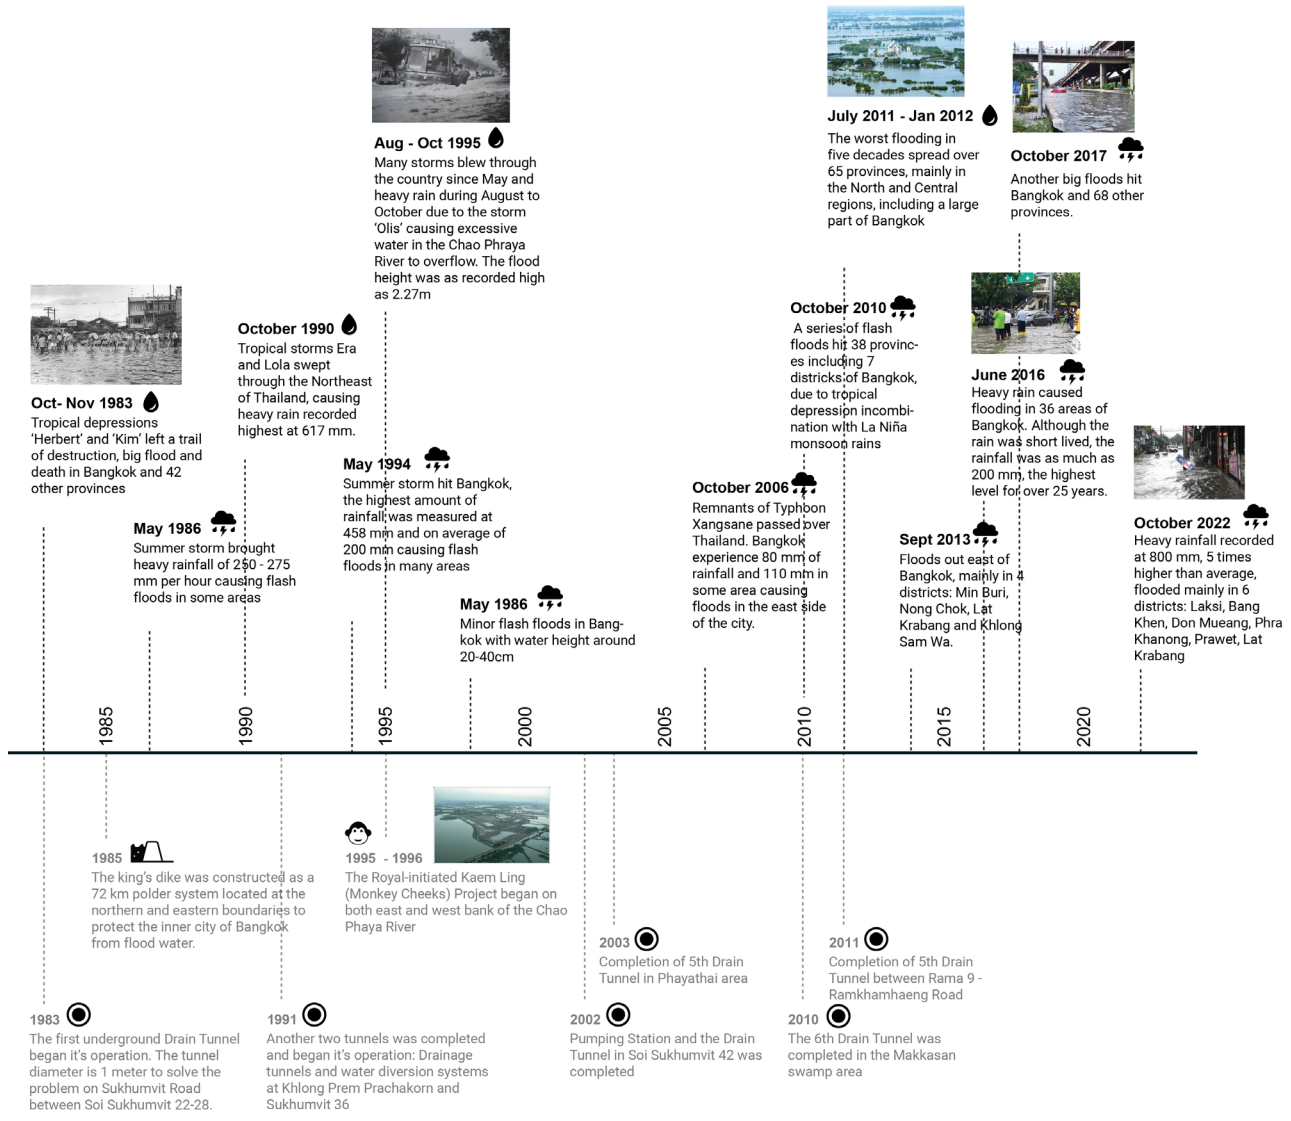 July 2011 - Jan 2012
The worst flooding in
five decades spread over
65 provinces, mainly in
the North and Central
regions, including a large
part of Bangkok
October 2017
Another big floods hit
Bangkok and 68 other
provinces.
Aug - Oct 1995
Many storms blew through
the country since May and
heavy rain during August to
October due to the storm
‘Olis’ causing excessive
water in the Chao Phraya
River to overflow. The flood
height was as recorded high
as 2.27m
Oct- Nov 1983
Tropical depressions
‘Herbert’ and ‘Kim’ left a trail
of destruction, big flood and
death in Bangkok and 42
other provinces
October 1990
Tropical storms Era
and Lola swept
through the Northeast
of Thailand, causing
heavy rain recorded
highest at 617 mm.
October 2010
A series of flash
floods hit 38 provinc-
es including 7
districks of Bangkok,
due to tropical
depression incombi-
nation with La Niña
monsoon rains
June 2016
Heavy rain caused
flooding in 36 areas of
Bangkok. Although the
rain was short lived, the
rainfall was as much as
200 mm, the highest
level for over 25 years.
May 1986
Summer storm brought
heavy rainfall of 250 - 275
mm per hour causing flash
floods in some areas
May 1994
Summer storm hit Bangkok,
the highest amount of
rainfall was measured at
458 mm and on average of
200 mm causing flash
floods in many areas
May 1986
Minor flash floods in Bang-
kok with water height around
20-40cm
October 2006
Remnants of Typhoon
Xangsane passed over
Thailand. Bangkok
experience 80 mm of
rainfall and 110 mm in
some area causing
floods in the east side
of the city.
Sept 2013
Floods out east of
Bangkok, mainly in 4
districts: Min Buri,
Nong Chok, Lat
Krabang and Khlong
Sam Wa.
October 2022
Heavy rainfall recorded
at 800 mm, 5 times
higher than average,
flooded mainly in 6
districts: Laksi, Bang
Khen, Don Mueang, Phra
Khanong, Prawet, Lat
Krabang
1985
1990
1995
2000
2005
2010
2015
2020
1985
The king’s dike was constructed as a
72 km polder system located at the
northern and eastern boundaries to
protect the inner city of Bangkok
from flood water.
1995 - 1996
The Royal-initiated Kaem Ling
(Monkey Cheeks) Project began on
both east and west bank of the Chao
Phaya River
2003
Completion of 5th Drain
Tunnel in Phayathai area
2011
Completion of 5th Drain
Tunnel between Rama 9 -
Ramkhamhaeng Road
1983
The first underground Drain Tunnel
began it’s operation. The tunnel
diameter is 1 meter to solve the
problem on Sukhumvit Road
between Soi Sukhumvit 22-28.
1991
Another two tunnels was completed
and began it’s operation: Drainage
tunnels and water diversion systems
at Khlong Prem Prachakorn and
Sukhumvit 36
2002
Pumping Station and the Drain
Tunnel in Soi Sukhumvit 42 was
completed
2010
The 6th Drain Tunnel was
completed in the Makkasan
swamp area